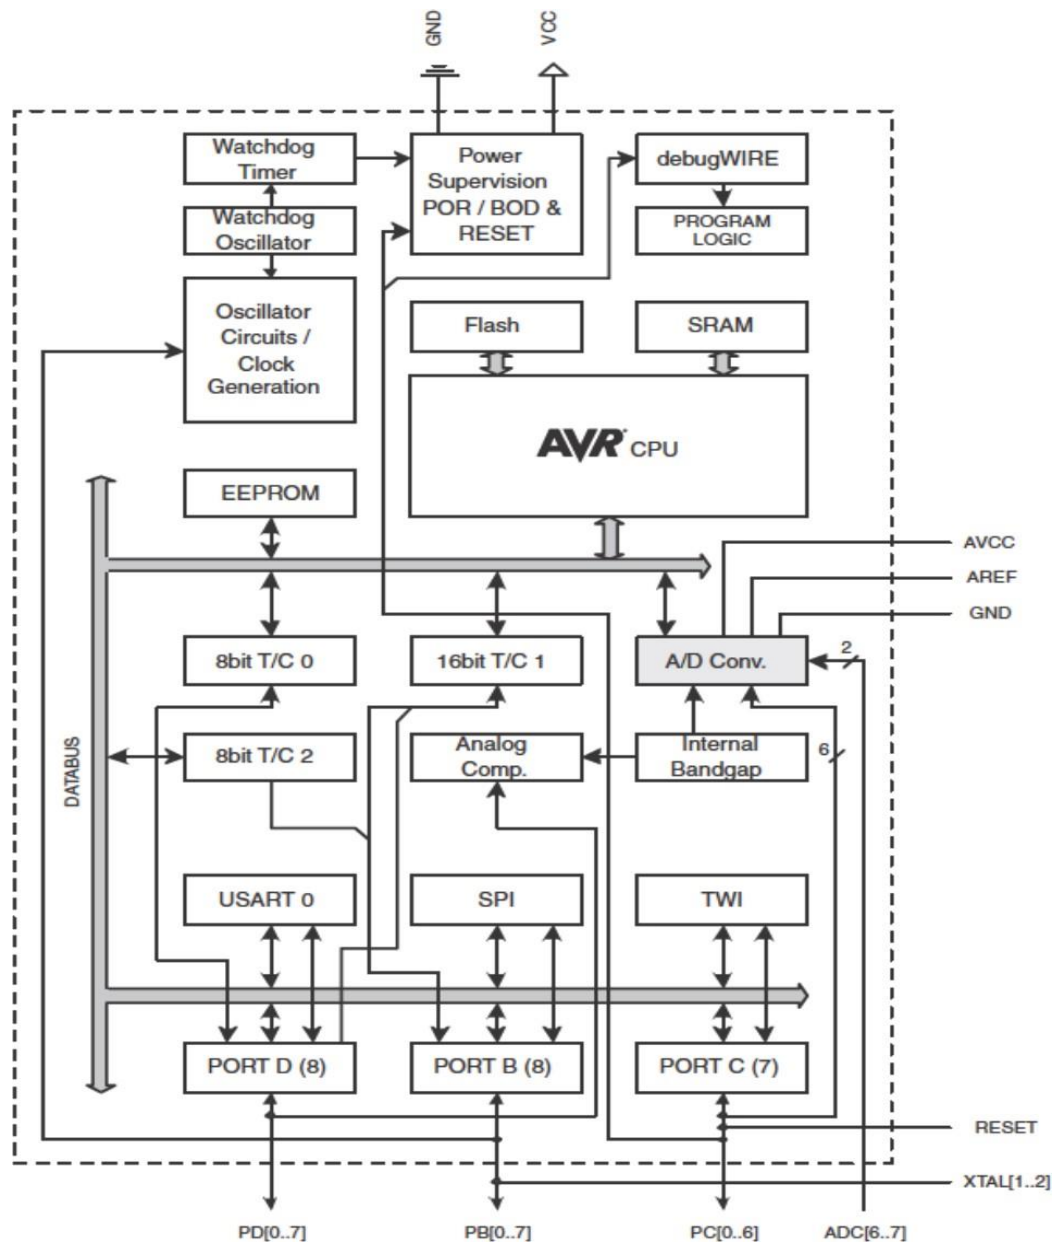 GND
VCC
Watchdog
Timer
Power
Supervision
POR / BOD &
RESET
debugWIRE
Watchdog
Oscillator
PROGRAM
LOGIC
Oscillator
Circuits /
Clock
Generation
Flash
SRAM
AVR CPU
EEPROM
AVCC
AREF
GND
8bit T/C 0
16bit T/C 1
A/D Conv.
2
DATABUS
8bit T/C 2
Analog
Comp.
Internal
Bandgap
6
USART 0
SPI
TWI
PORT D (8)
PORT B (8)
PORT C (7)
RESET
XTAL[1..2]
PD[0..7]
PB[0..7]
PC[0..6]
ADC[6..7]